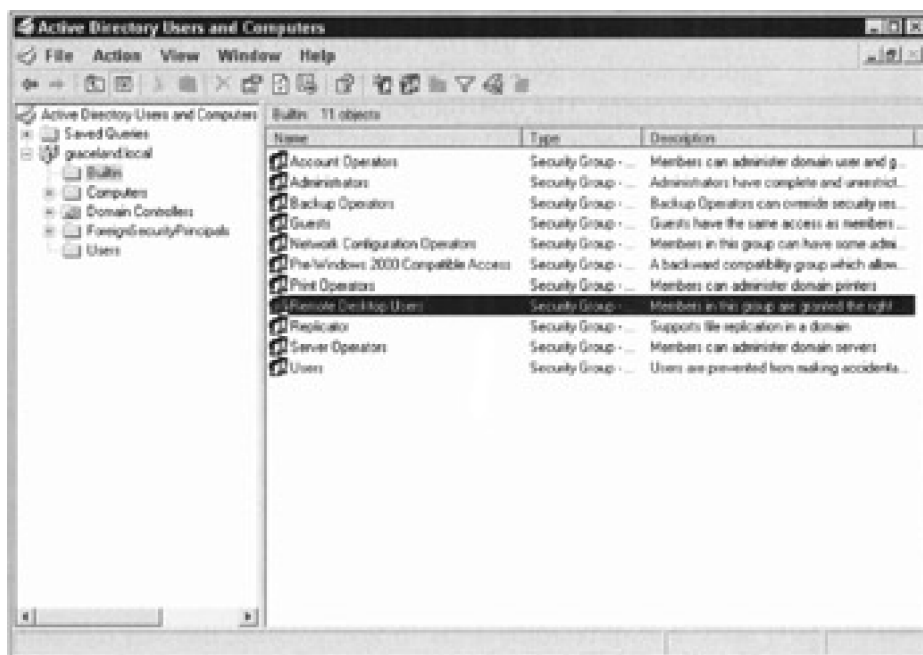 Active Directory Users and Computers
File Action View Window Help
Active Directory Users and Computers
Saved Queries
graceland.local
Builtin
Computers
Domain Controllers
ForeignSecurityPrincipals
Users
Builtin 11 objects
Name Type Description
Account Operators Security Group - ... Members can administer domain user and g...
Administrators Security Group - ... Administrators have complete and unrestrict...
Backup Operators Security Group - ... Backup Operators can override security res...
Guests Security Group - ... Guests have the same access as members ...
Network Configuration Operators Security Group - ... Members in this group can have some admi...
Pre-Windows 2000 Compatible Access Security Group - ... A backward compatibility group which allow...
Print Operators Security Group - ... Members can administer domain printers
Remote Desktop Users Security Group - Members in this group are granted the right
Replicator Security Group - ... Supports file replication in a domain
Server Operators Security Group - ... Members can administer domain servers
Users Security Group - ... Users are prevented from making accidenta...